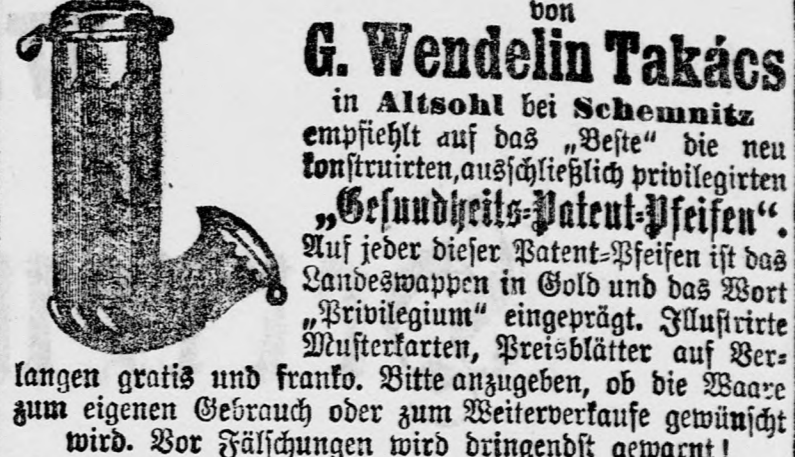 von
G. Wendelin Takács
in Altsohl bei Schemnitz
empfiehlt auf das „Beste“ die neu
konstruirten, ausschließlich privilegirten
„Gesundheits-Patent-Pfeifen“.
Auf jeder dieser Patent-Pfeifen ist das
Landeswappen in Gold und das Wort
„Privilegium“ eingeprägt. Illustrirte
Musterkarten, Preisblätter auf Ver-
langen gratis und franko. Bitte anzugeben, ob die Waare
zum eigenen Gebrauch oder zum Weiterverkaufe gewünscht
wird. Vor Fälschungen wird dringendst gewarnt!